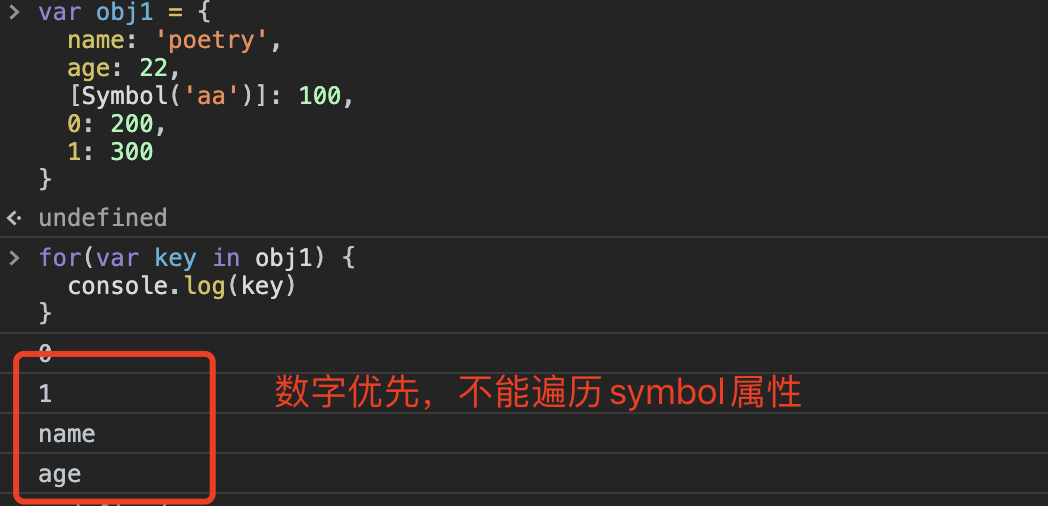 > var obj1 = {
name: 'poetry',
age: 22,
[Symbol('aa')]: 100,
0: 200,
1: 300
}
undefined
> for(var key in obj1) {
console.log(key)
}
0
1
数字优先，不能遍历symbol属性
name
age